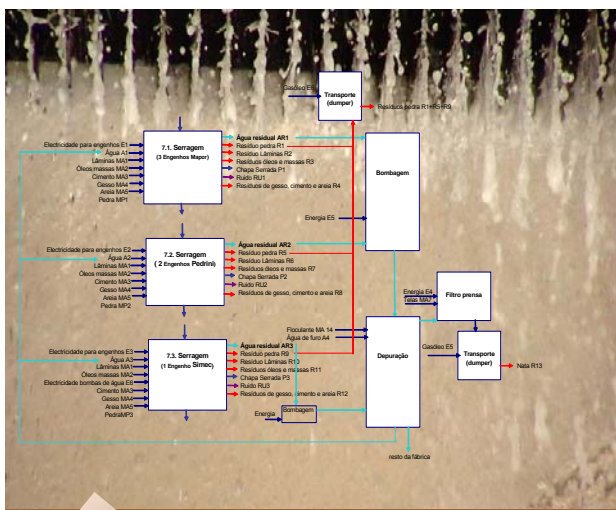 Gasóleo E6
Transporte
(dumper)
Resíduos pedra R1+R5+R9
Electricidade para engenhos E1
Água A1
Lâminas MA1
Óleos massas MA2
Cimento MA3
Gesso MA4
Areia MA5
Pedra MP1
7.1. Serragem
(3 Engenhos Mapor)
Água residual AR1
Resíduo pedra R1
Resíduo Lâminas R2
Resíduos óleos e massas R3
Chapa Serrada P1
Ruido RU1
Resíduos de gesso, cimento e areia R4
Bombagem
Energia E5
Electricidade para engenhos E2
Água A2
Lâminas MA1
Óleos massas MA2
Cimento MA3
Gesso MA4
Areia MA5
Pedra MP2
7.2. Serragem
( 2 Engenhos Pedrini)
Água residual AR2
Resíduo pedra R5
Resíduo Lâminas R6
Resíduos óleos e massas R7
Chapa Serrada P2
Ruido RU2
Resíduos de gesso, cimento e areia R8
Energia E4
Telas MA7
Filtro prensa
Floculante MA 14
Água de furo A4
Depuração
Gasóleo E5
Transporte
(dumper)
Nata R13
Electricidade para engenhos E3
Água A3
Lâminas MA1
Óleos massas MA2
Electricidade bombas de água E6
Cimento MA3
Gesso MA4
Areia MA5
PedraMP3
7.3. Serragem
(1 Engenho Simec)
Água residual AR3
Resíduo pedra R9
Resíduo Lâminas R10
Resíduos óleos e massas R11
Chapa Serrada P3
Ruido RU3
Resíduos de gesso, cimento e areia R12
Energia
Bombagem
resto da fábrica